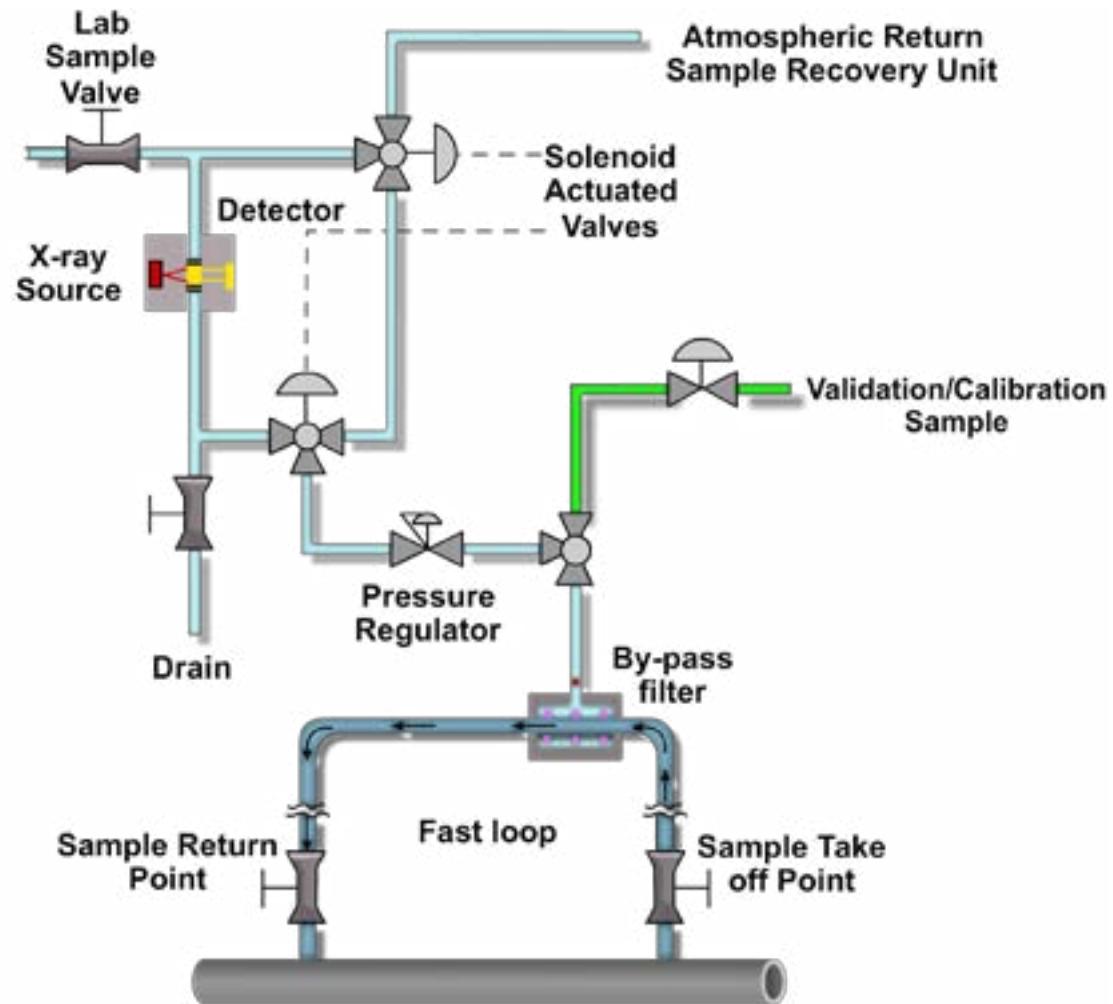 Lab
Sample
Valve
Atmospheric Return
Sample Recovery Unit
Solenoid
Actuated
Valves
Detector
X-ray
Source
Validation/Calibration
Sample
Pressure
Regulator
Drain
By-pass
filter
Fast loop
Sample Return
Point
Sample Take
off Point